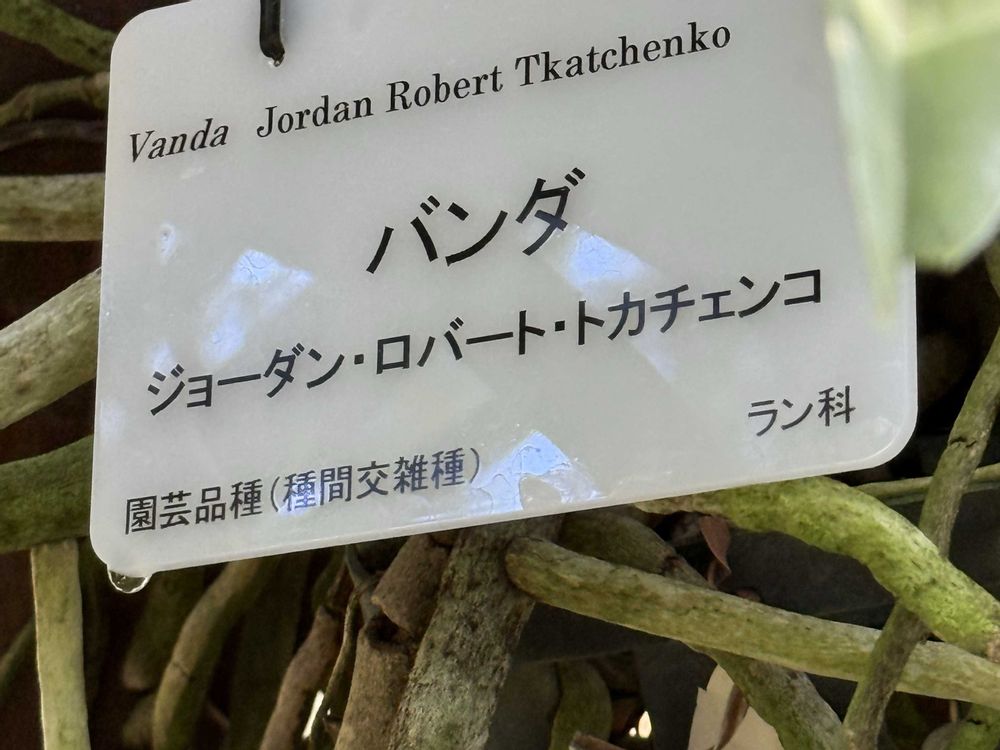 Vanda Jordan Robert Tkatchenko
バンダ
ジョーダン・ロバート・トカチェンコ
ラン科
園芸品種(種間交雑種)